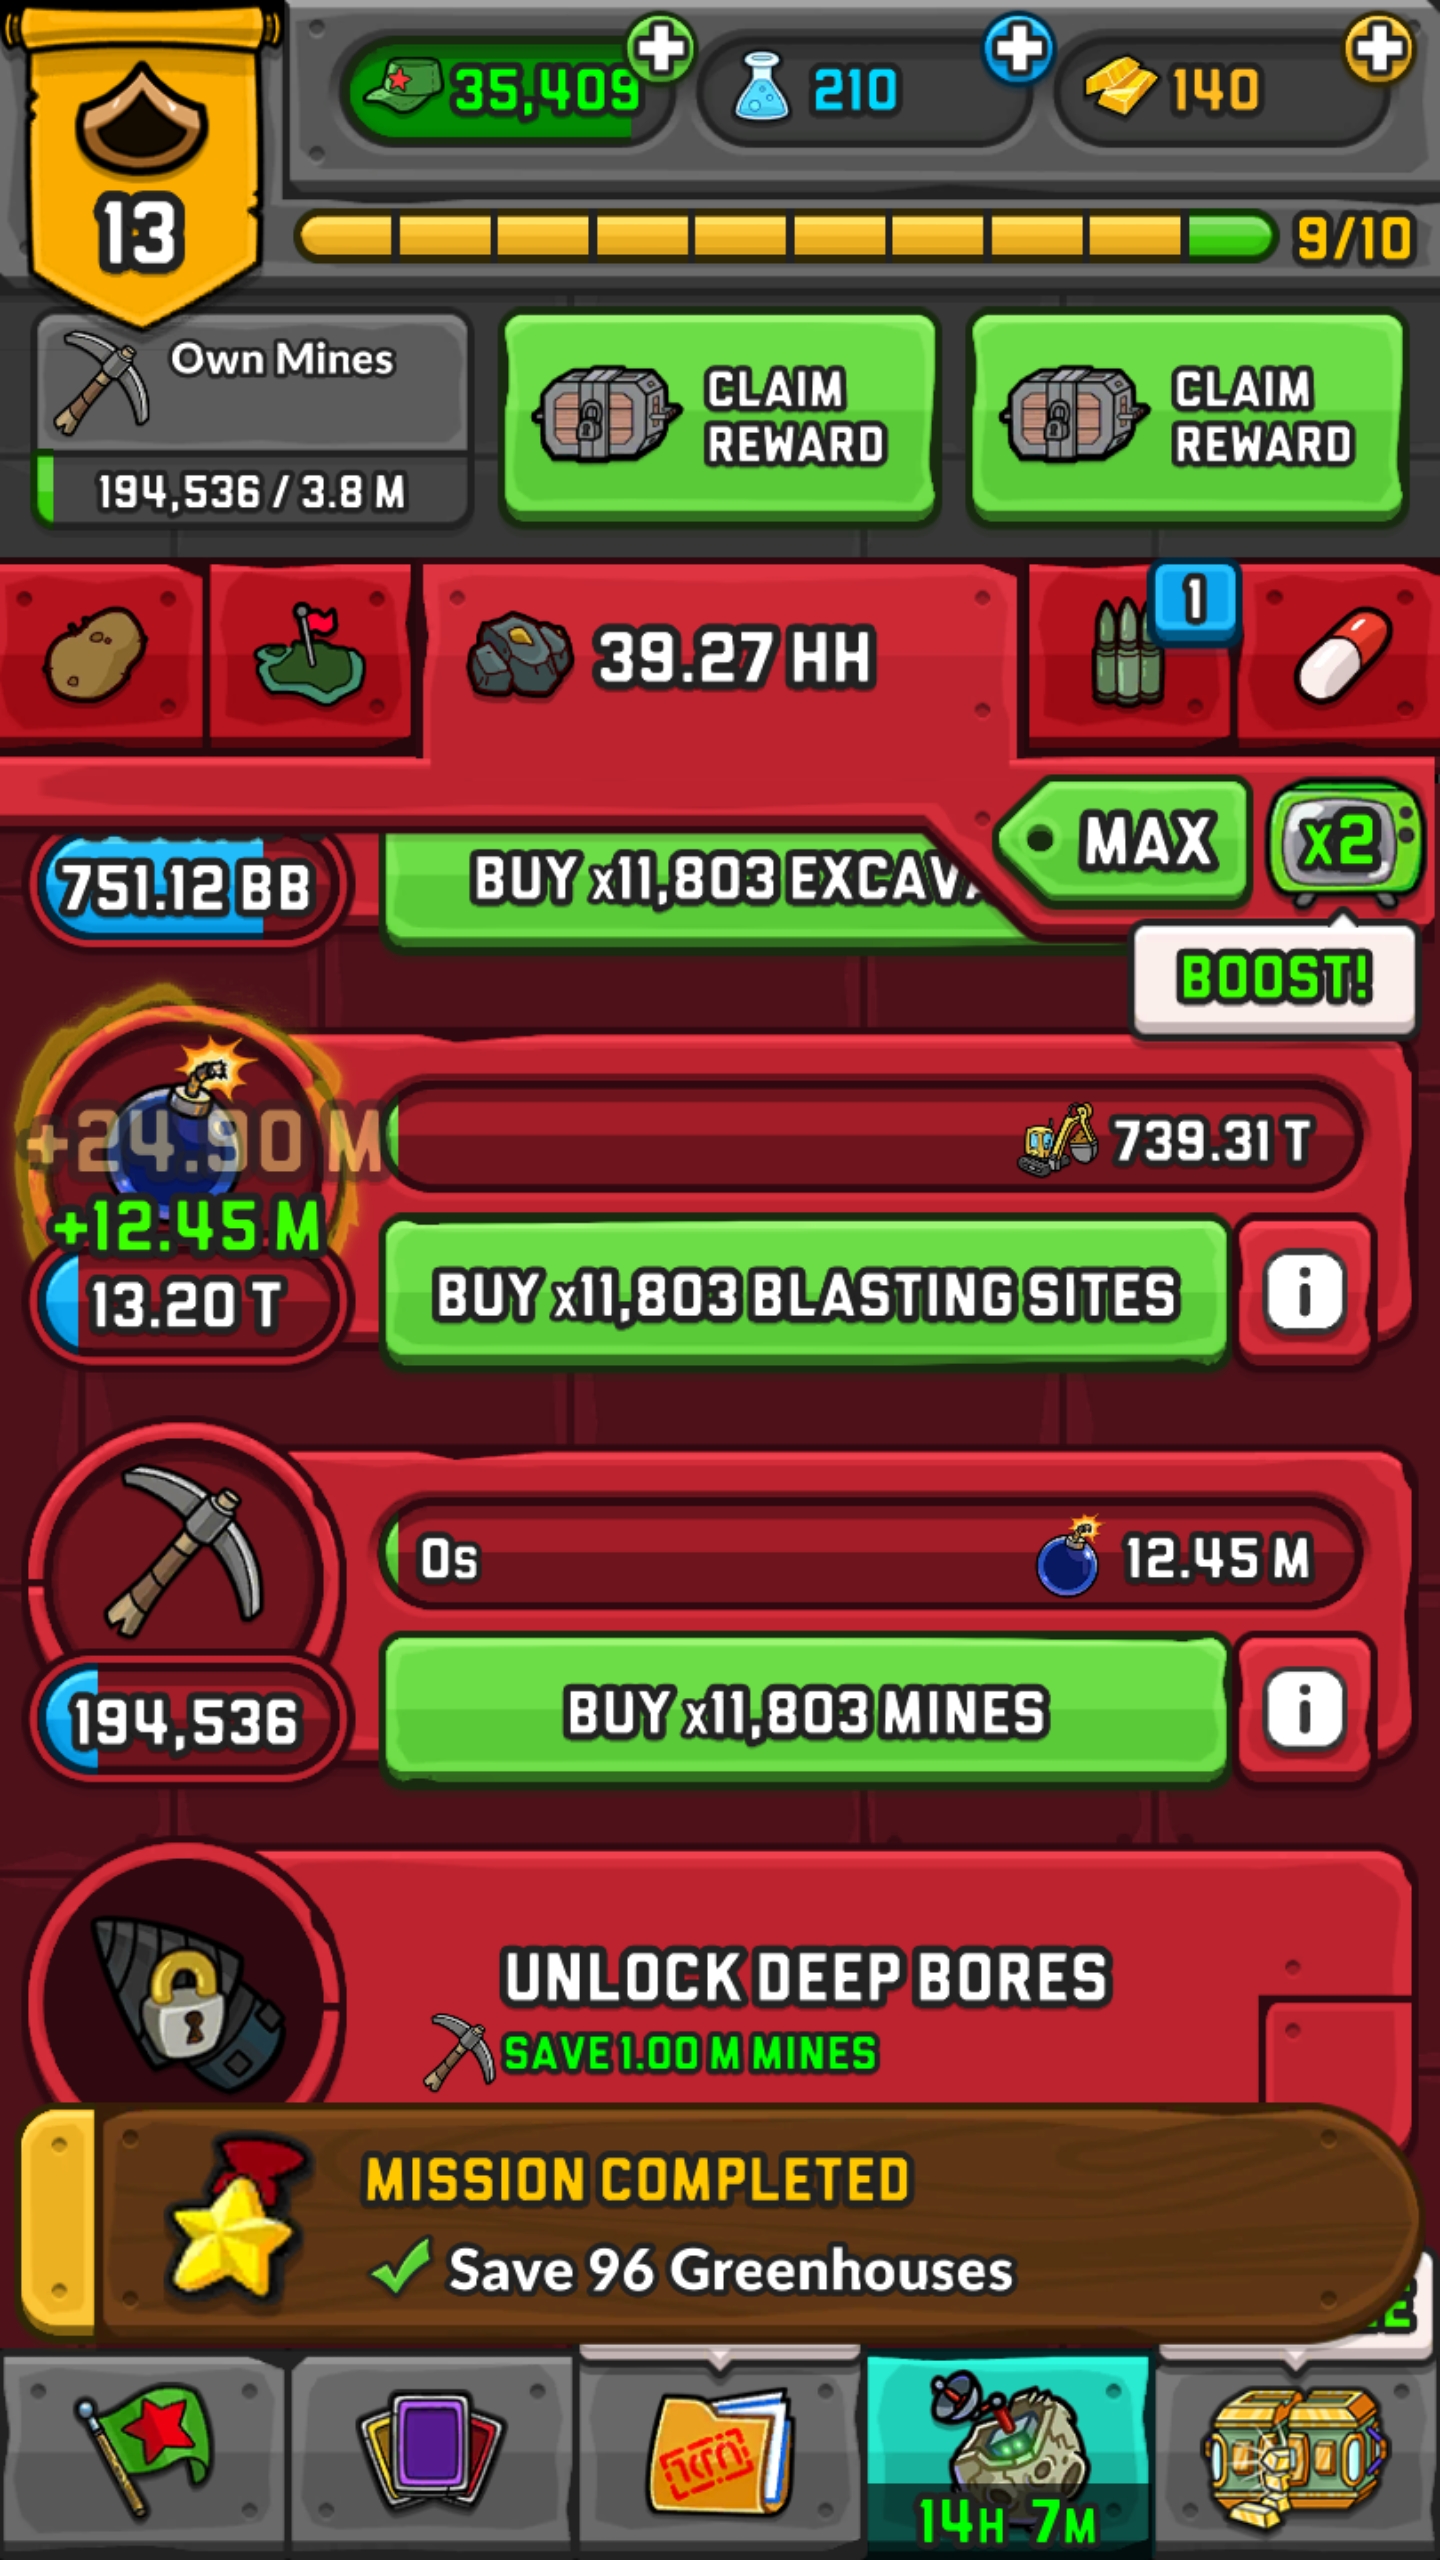 35,409
210
140
13
9/10
Own Mines
194,536 / 3.8 M
CLAIM
REWARD
CLAIM
REWARD
39.27 HH
1
MAX
x2
751.12 BB
BUY x11,803
BOOST!
+24.90 M
739.31 T
+12.45 M
13.20 T
BUY x11,803 BLASTING SITES
i
0s
12.45 M
194,536
BUY x11,803 MINES
i
UNLOCK DEEP BORES
SAVE 1.00 M MINES
MISSION COMPLETED
Save 96 Greenhouses
14H 7M